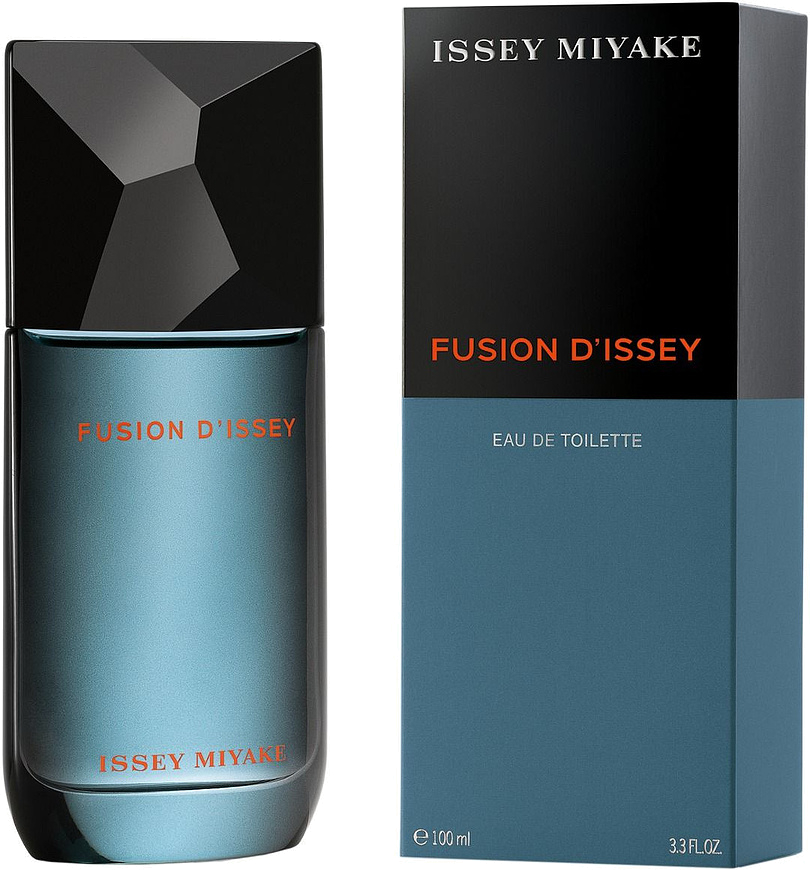 FUSION D'ISSEY
ISSEY MIYAKE
ISSEY MIYAKE
FUSION D'ISSEY
EAU DE TOILETTE
℮100 ml
3.3 FL.OZ.